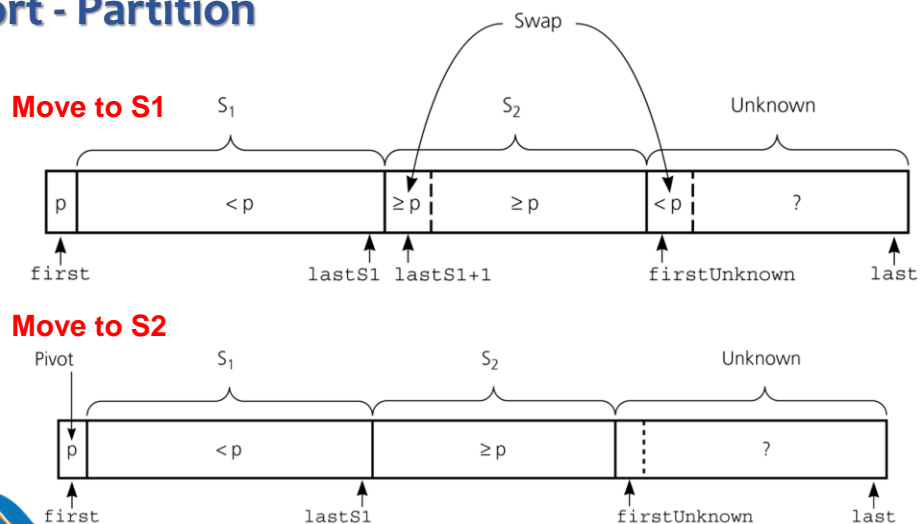 ort - Partition
Swap
Move to S1
S₁ S₂ Unknown
p < p ≥ p ≥ p < p ?
first lastS1 lastS1+1 firstUnknown last
Move to S2
Pivot S₁ S₂ Unknown
p < p ≥ p ?
first lastS1 firstUnknown last